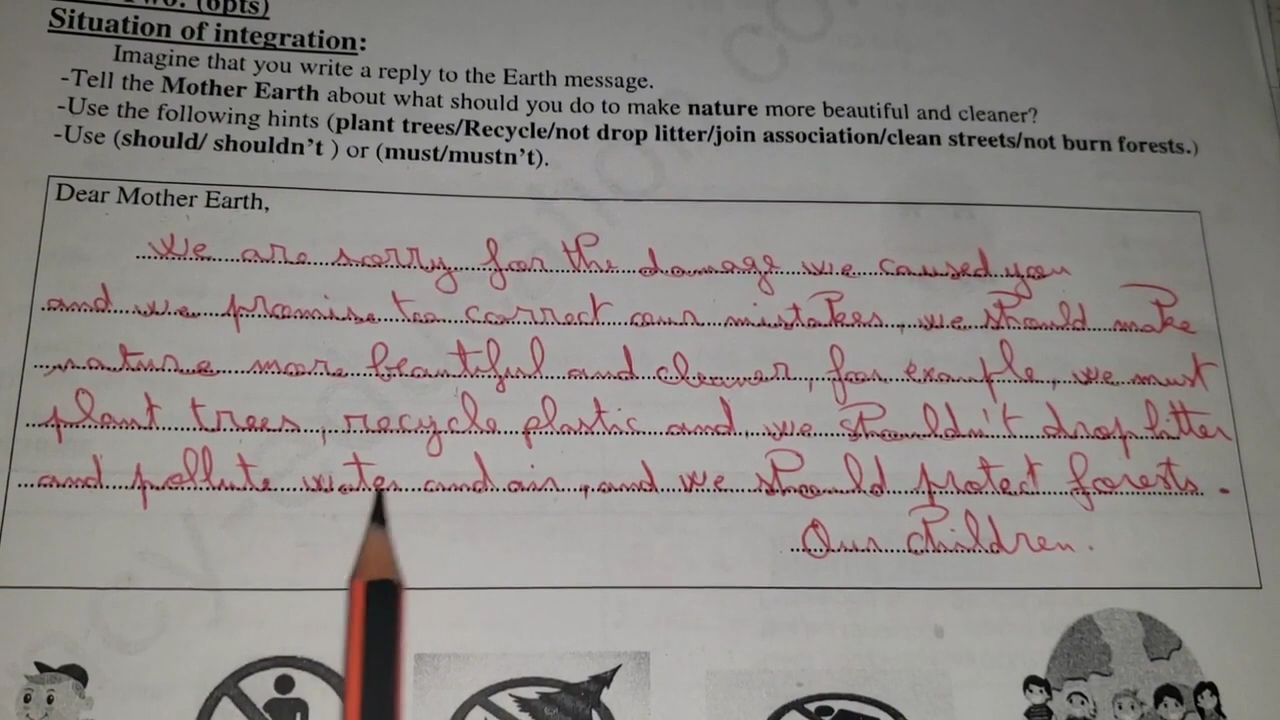 (6pts)
Situation of integration:
Imagine that you write a reply to the Earth message.
-Tell the Mother Earth about what should you do to make nature more beautiful and cleaner?
-Use the following hints (plant trees/Recycle/not drop litter/join association/clean streets/not burn forests.)
-Use (should/ shouldn't ) or (must/mustn't).
Dear Mother Earth,
We are sorry for the damage we caused you
and we promise to correct our mistakes, we should make
nature more beautiful and cleaner, for example, we must
plant trees, recycle plastic and, we shouldn't drop litter
and pollute water and air, and we should protect forests.
Our children.